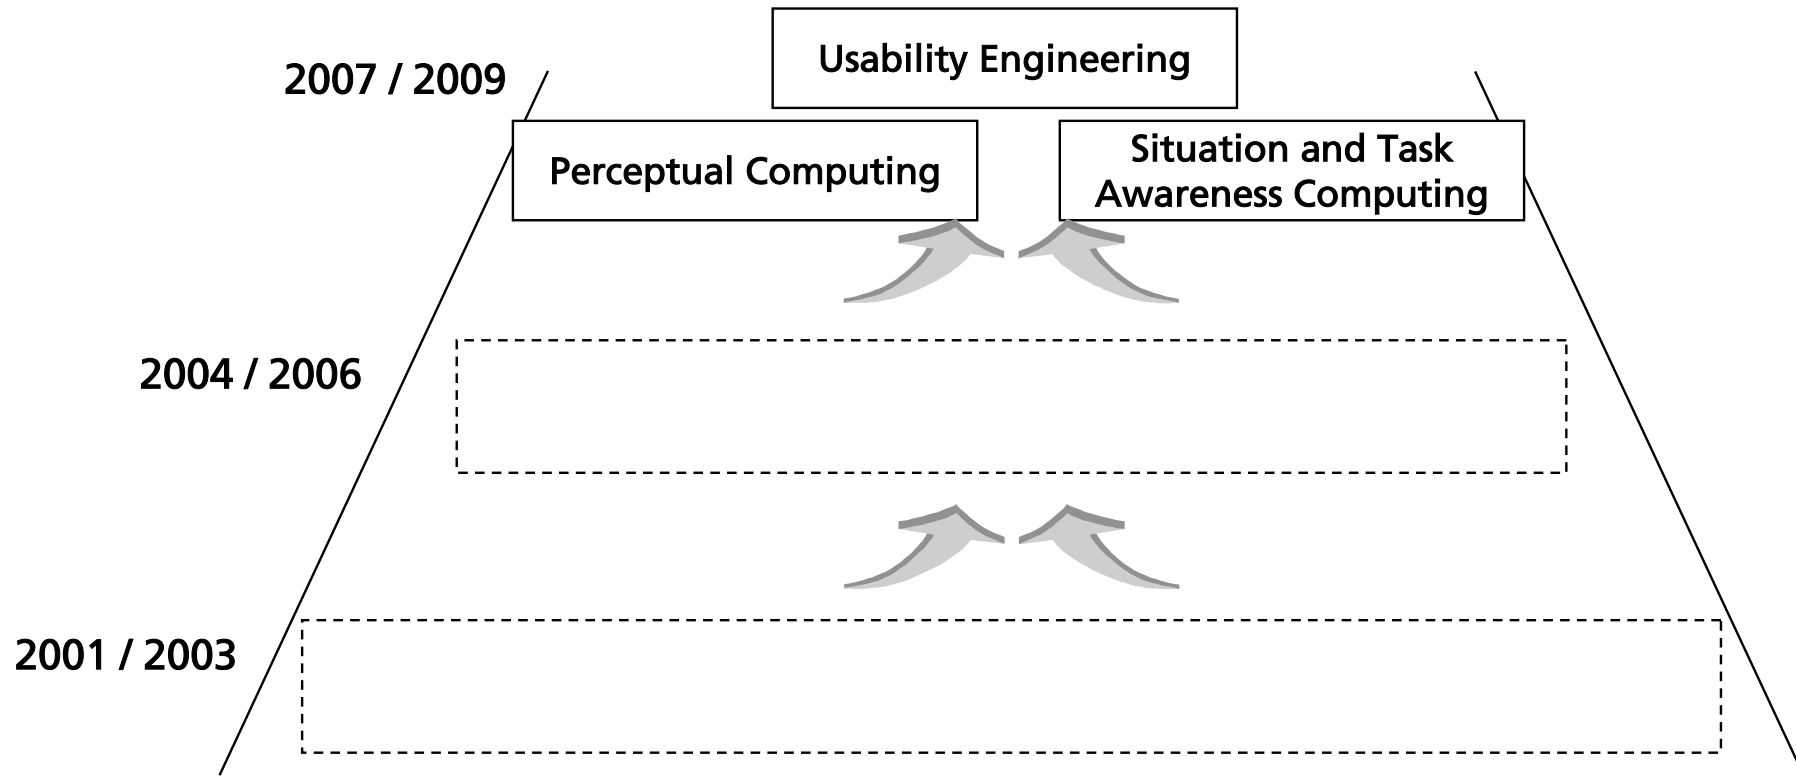 Usability Engineering
2007 / 2009
Perceptual Computing
Situation and Task
Awareness Computing
2004 / 2006
2001 / 2003